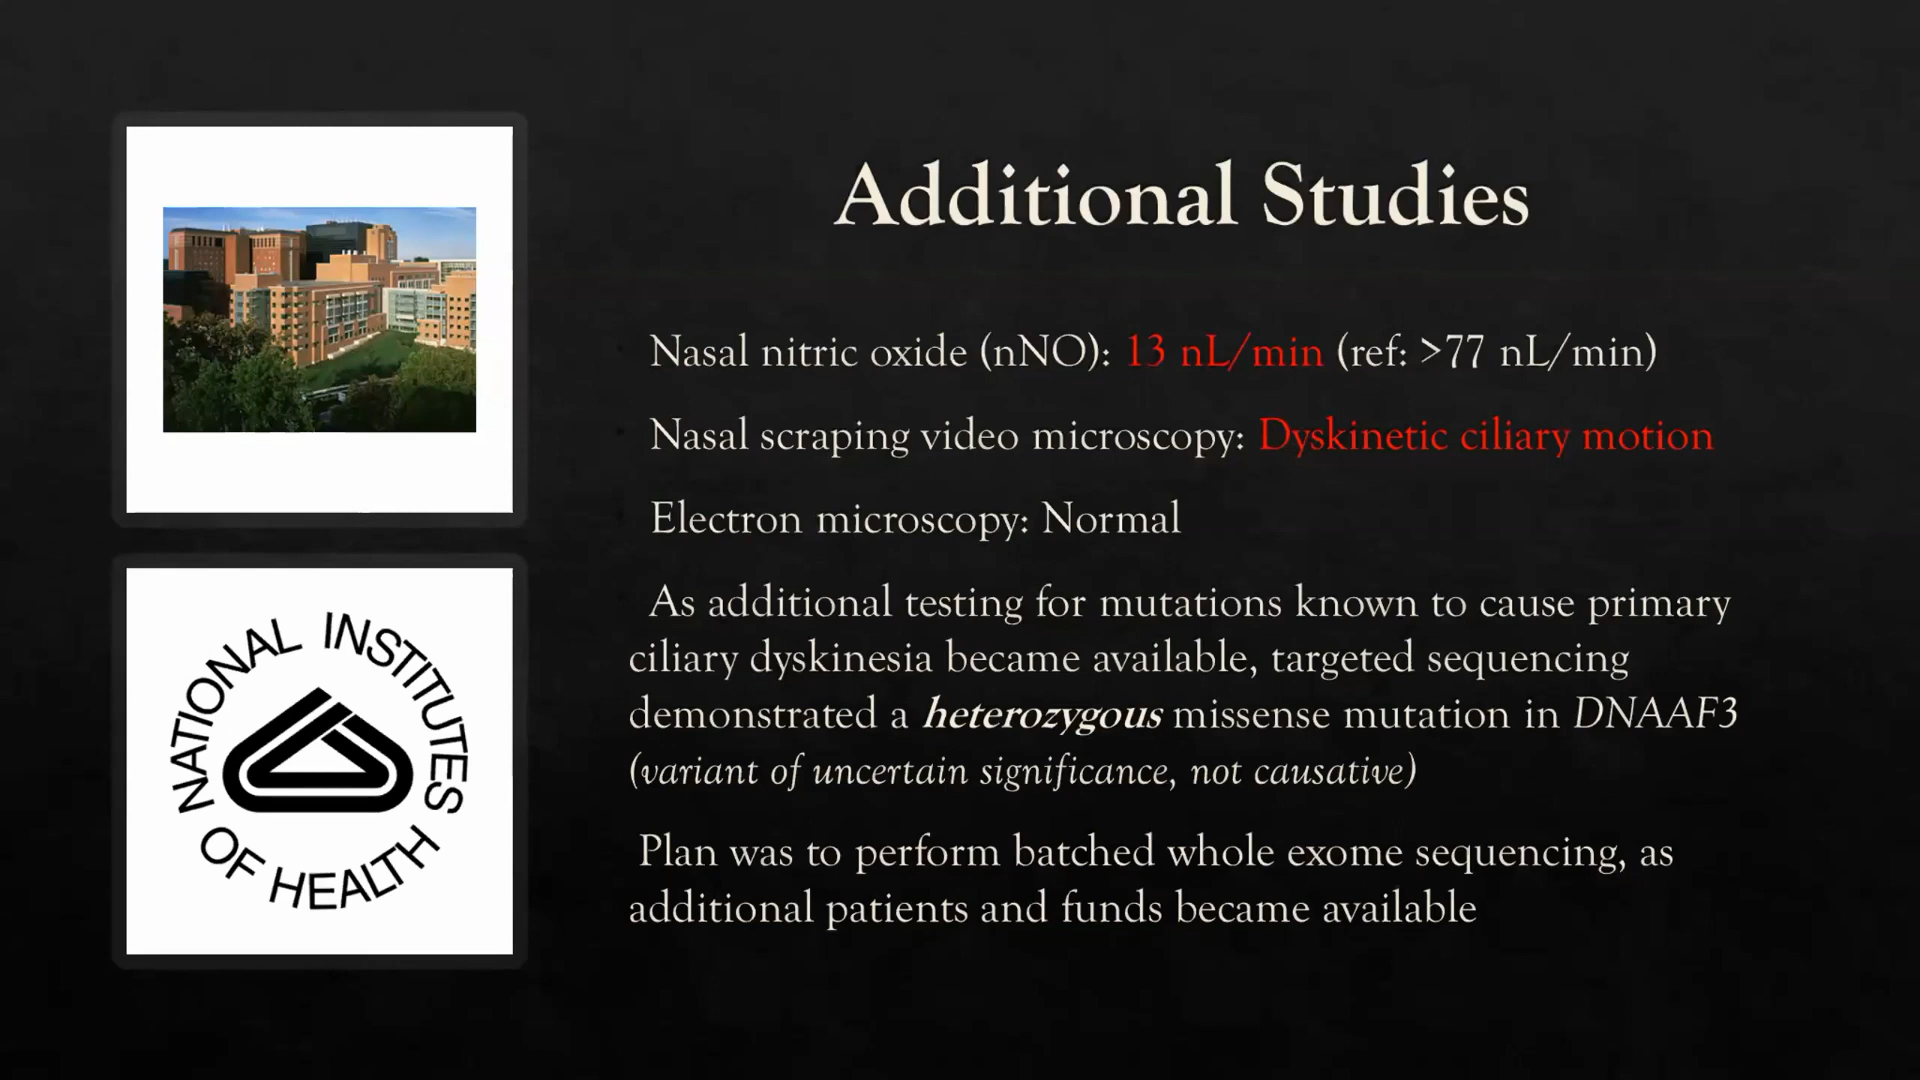 Additional Studies
Nasal nitric oxide (nNO): 13 nL/min (ref: >77 nL/min)
Nasal scraping video microscopy: Dyskinetic ciliary motion
Electron microscopy: Normal
As additional testing for mutations known to cause primary
ciliary dyskinesia became available, targeted sequencing
demonstrated a heterozygous missense mutation in DNAAF3
(variant of uncertain significance, not causative)
Plan was to perform batched whole exome sequencing, as
additional patients and funds became available
NATIONAL INSTITUTES
OF HEALTH